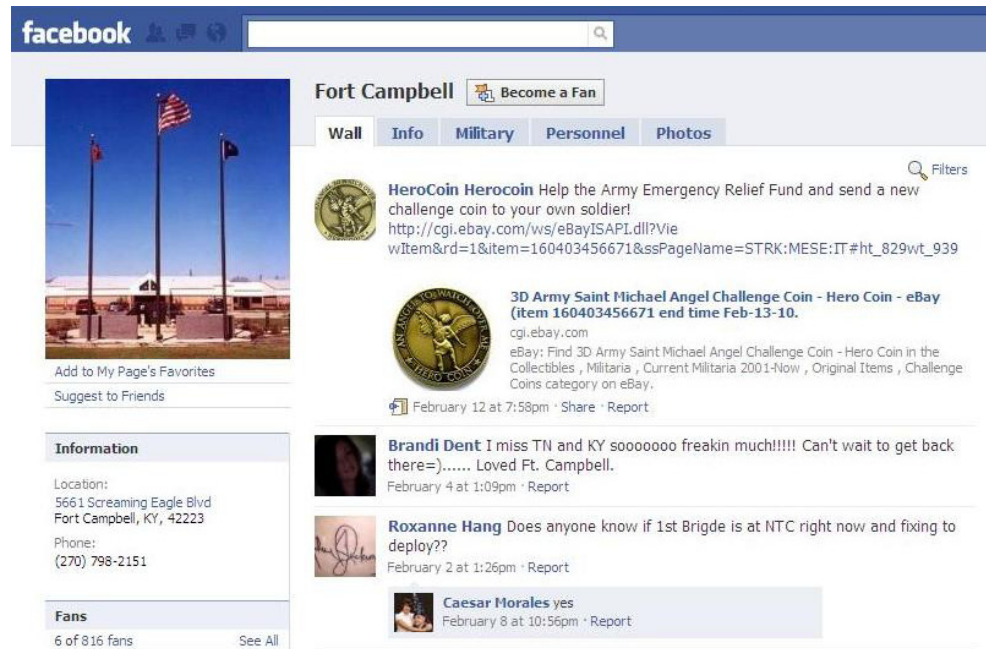 facebook
Fort Campbell
Become a Fan
Wall
Info
Military
Personnel
Photos
Filters
HeroCoin Herocoin Help the Army Emergency Relief Fund and send a new
challenge coin to your own soldier!
http://cgi.ebay.com/ws/eBayISAPI.dll?Vie
wItem&rd=1&item=160403456671&ssPageName=STRK:MESE:IT#ht_829wt_939
AN ANGEL TO WATCH OVER ME
HERO COIN
3D Army Saint Michael Angel Challenge Coin - Hero Coin - eBay
(item 160403456671 end time Feb-13-10.
cgi.ebay.com
eBay: Find 3D Army Saint Michael Angel Challenge Coin - Hero Coin in the
Collectibles , Militaria , Current Militaria 2001-Now , Original Items , Challenge
Coins category on eBay.
February 12 at 7:58pm · Share · Report
Brandi Dent I miss TN and KY sooooooo freakin much!!!!! Can't wait to get back
there=)...... Loved Ft. Campbell.
February 4 at 1:09pm · Report
Roxanne Hang Does anyone know if 1st Brigde is at NTC right now and fixing to
deploy??
February 2 at 1:26pm · Report
Caesar Morales yes
February 8 at 10:56pm · Report
Add to My Page's Favorites
Suggest to Friends
Information
Location:
5661 Screaming Eagle Blvd
Fort Campbell, KY, 42223
Phone:
(270) 798-2151
Fans
6 of 816 fans
See All